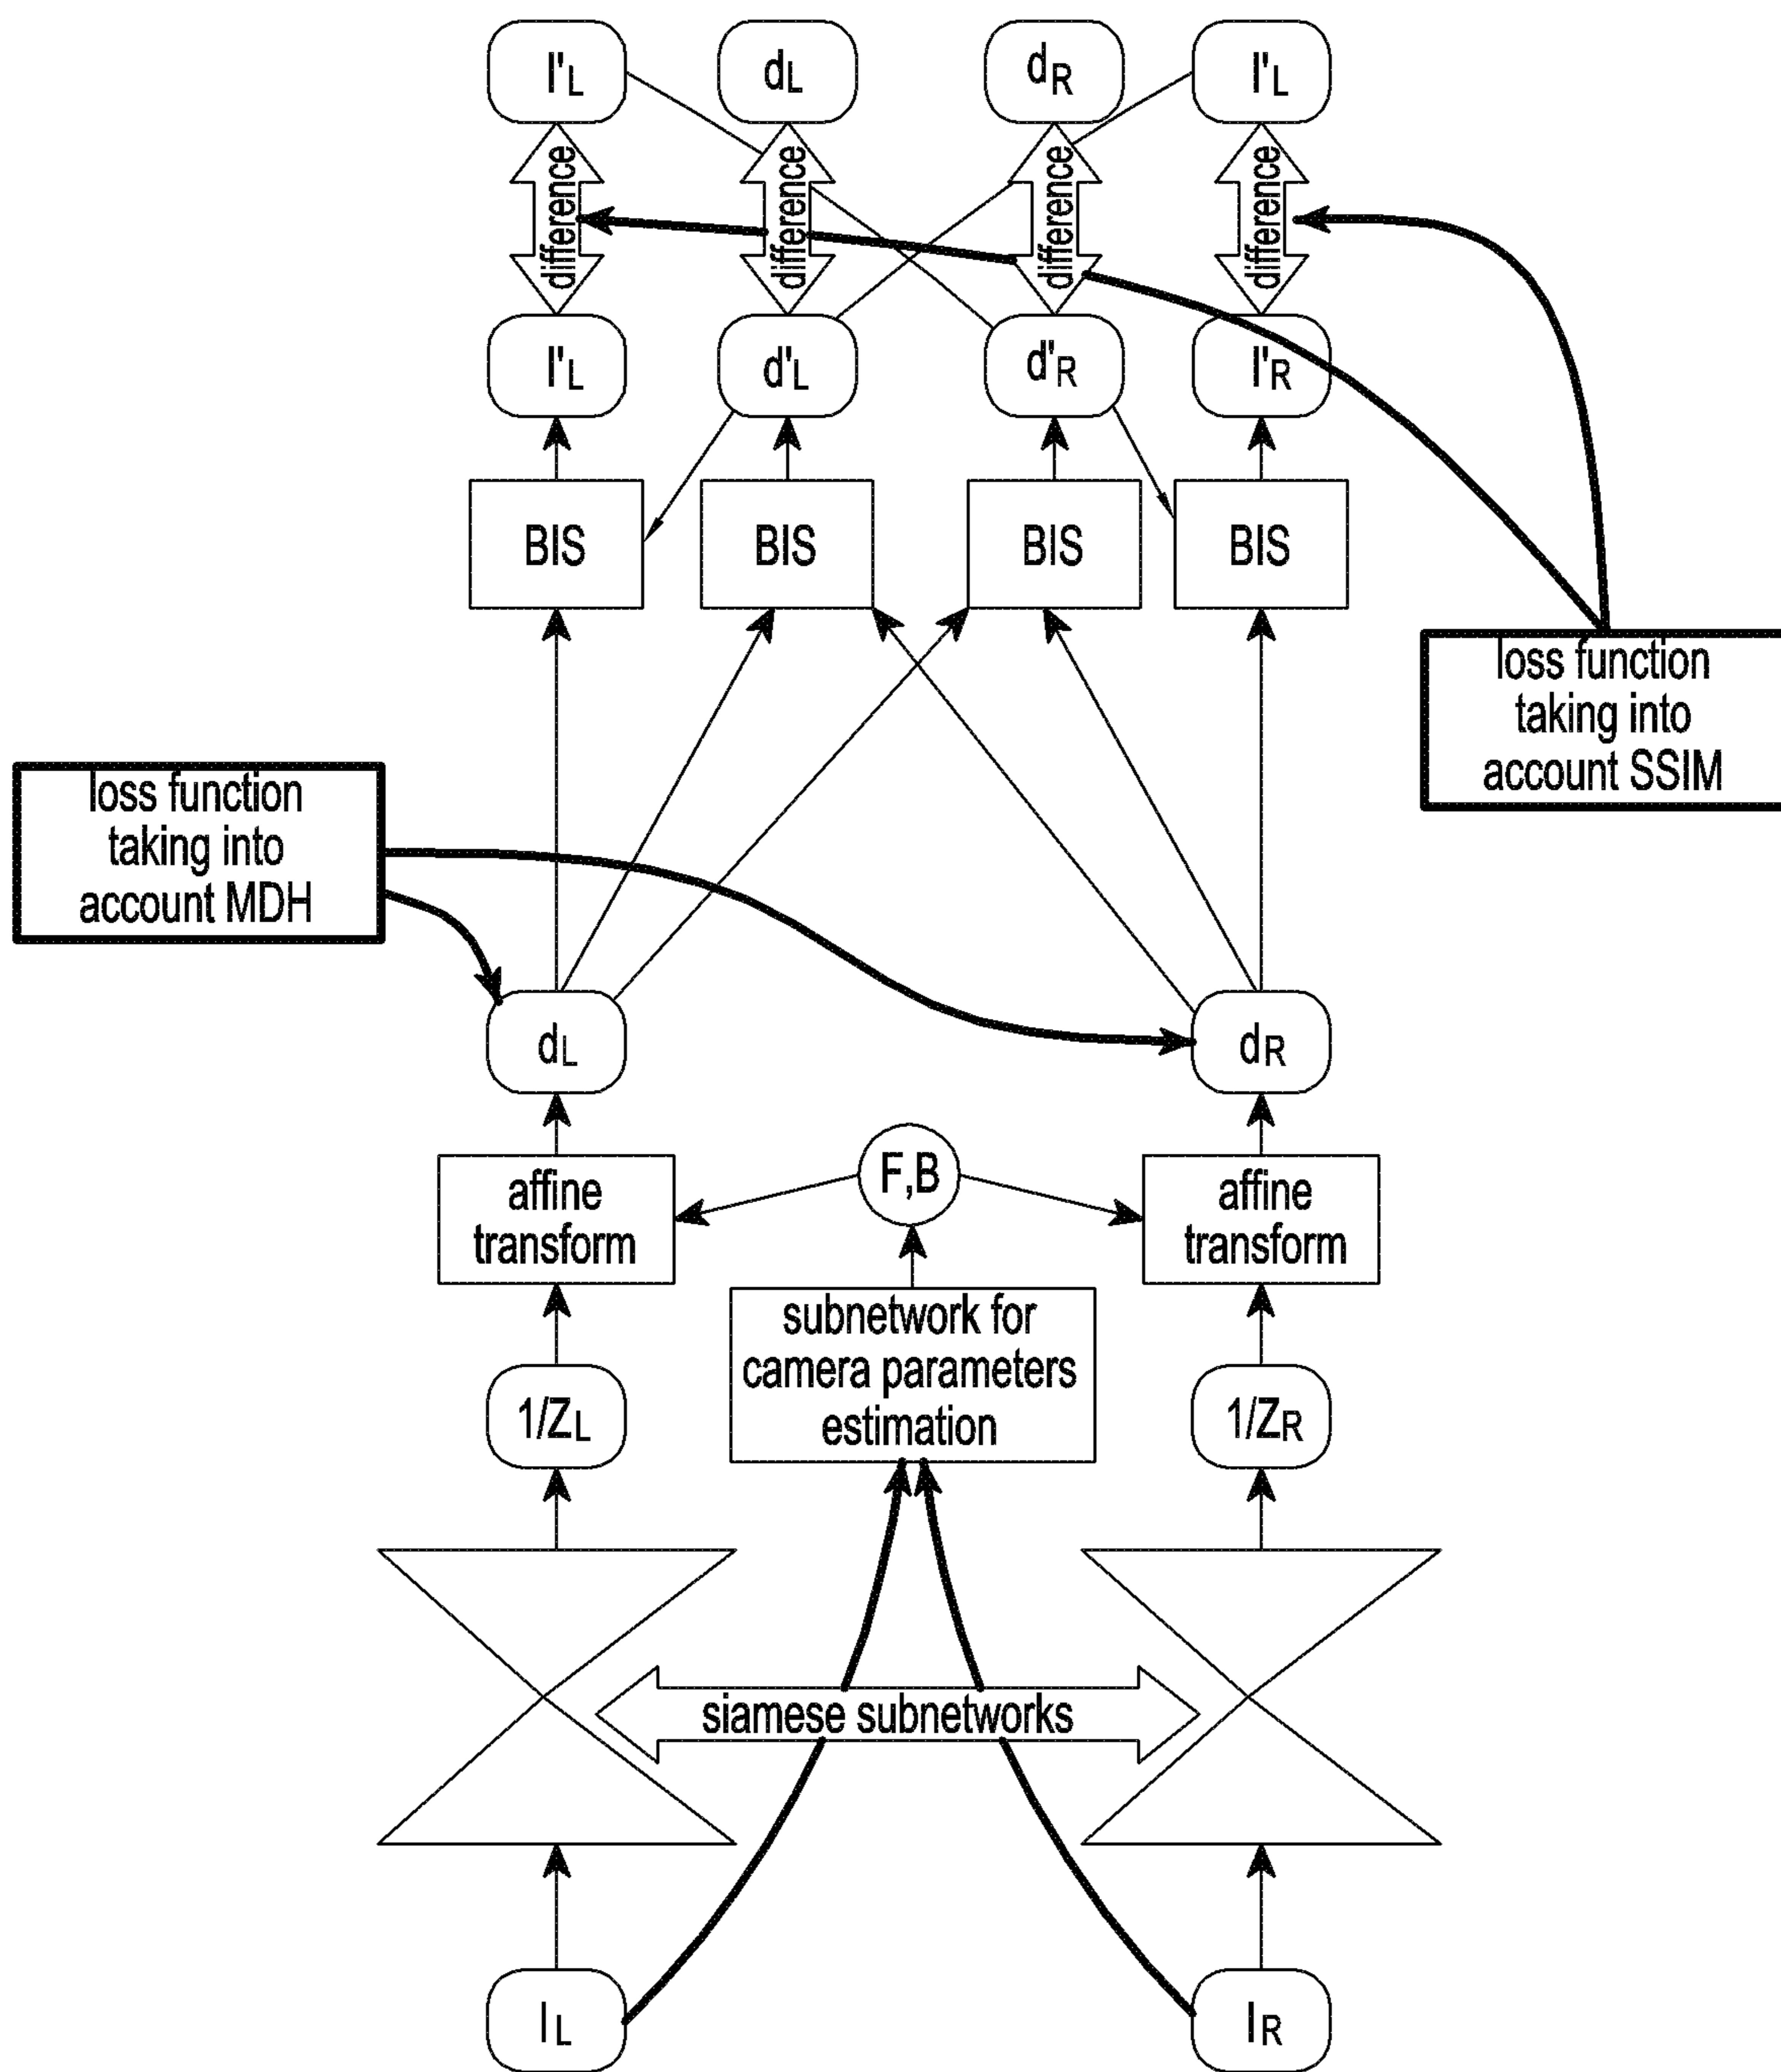 I'L
dL
dR
I'L
difference
difference
difference
difference
I'L
d'L
d'R
I'R
BIS
BIS
BIS
BIS
loss function
taking into
account SSIM
loss function
taking into
account MDH
dL
dR
F,B
affine
transform
affine
transform
subnetwork for
camera parameters
estimation
1/ZL
1/ZR
siamese subnetworks
IL
IR